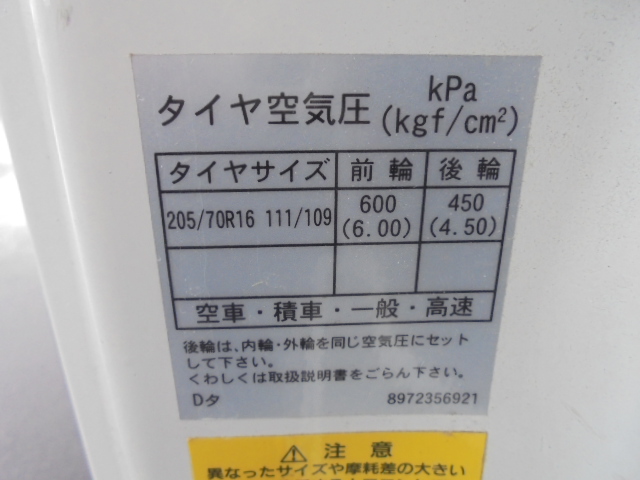 タイヤ空気圧 kPa
(kgf/cm²)
タイヤサイズ 前輪 後輪
205/70R16 111/109 600 450
(6.00) (4.50)
空車・積車・一般・高速
後輪は、内輪・外輪を同じ空気圧にセット
して下さい。
くわしくは取扱説明書をごらん下さい。
Dタ 8972356921
⚠ 注意
異なったサイズや摩耗差の大きい